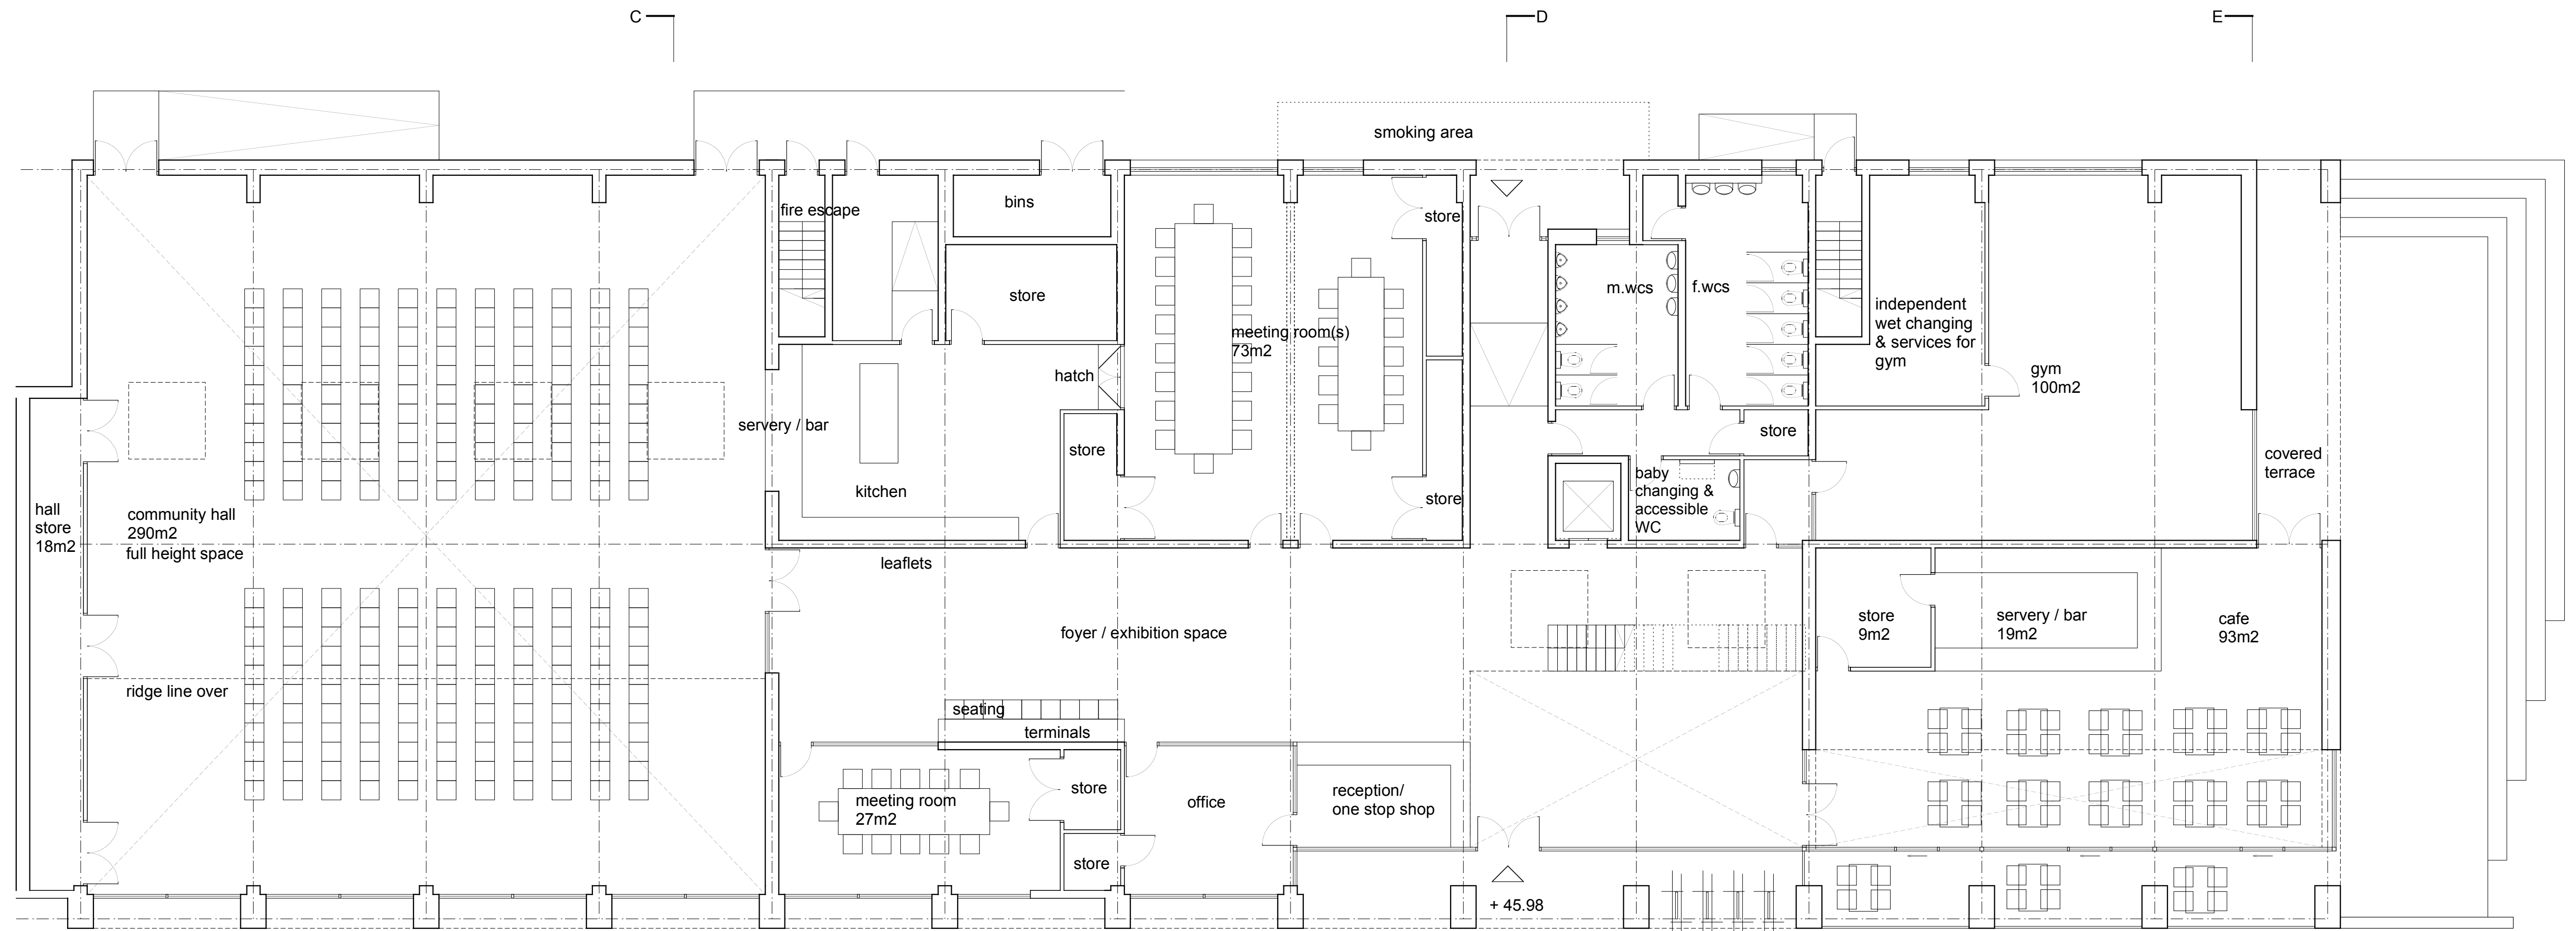 C
D
E
smoking area
fire escape
bins
store
store
meeting room(s)
73m2
hatch
servery / bar
store
kitchen
store
m.wcs
f.wcs
independent
wet changing
& services for
gym
gym
100m2
store
baby
changing &
accessible
WC
covered
terrace
hall
store
18m2
community hall
290m2
full height space
ridge line over
leaflets
foyer / exhibition space
seating
terminals
meeting room
27m2
store
store
office
reception/
one stop shop
store
9m2
servery / bar
19m2
cafe
93m2
+ 45.98